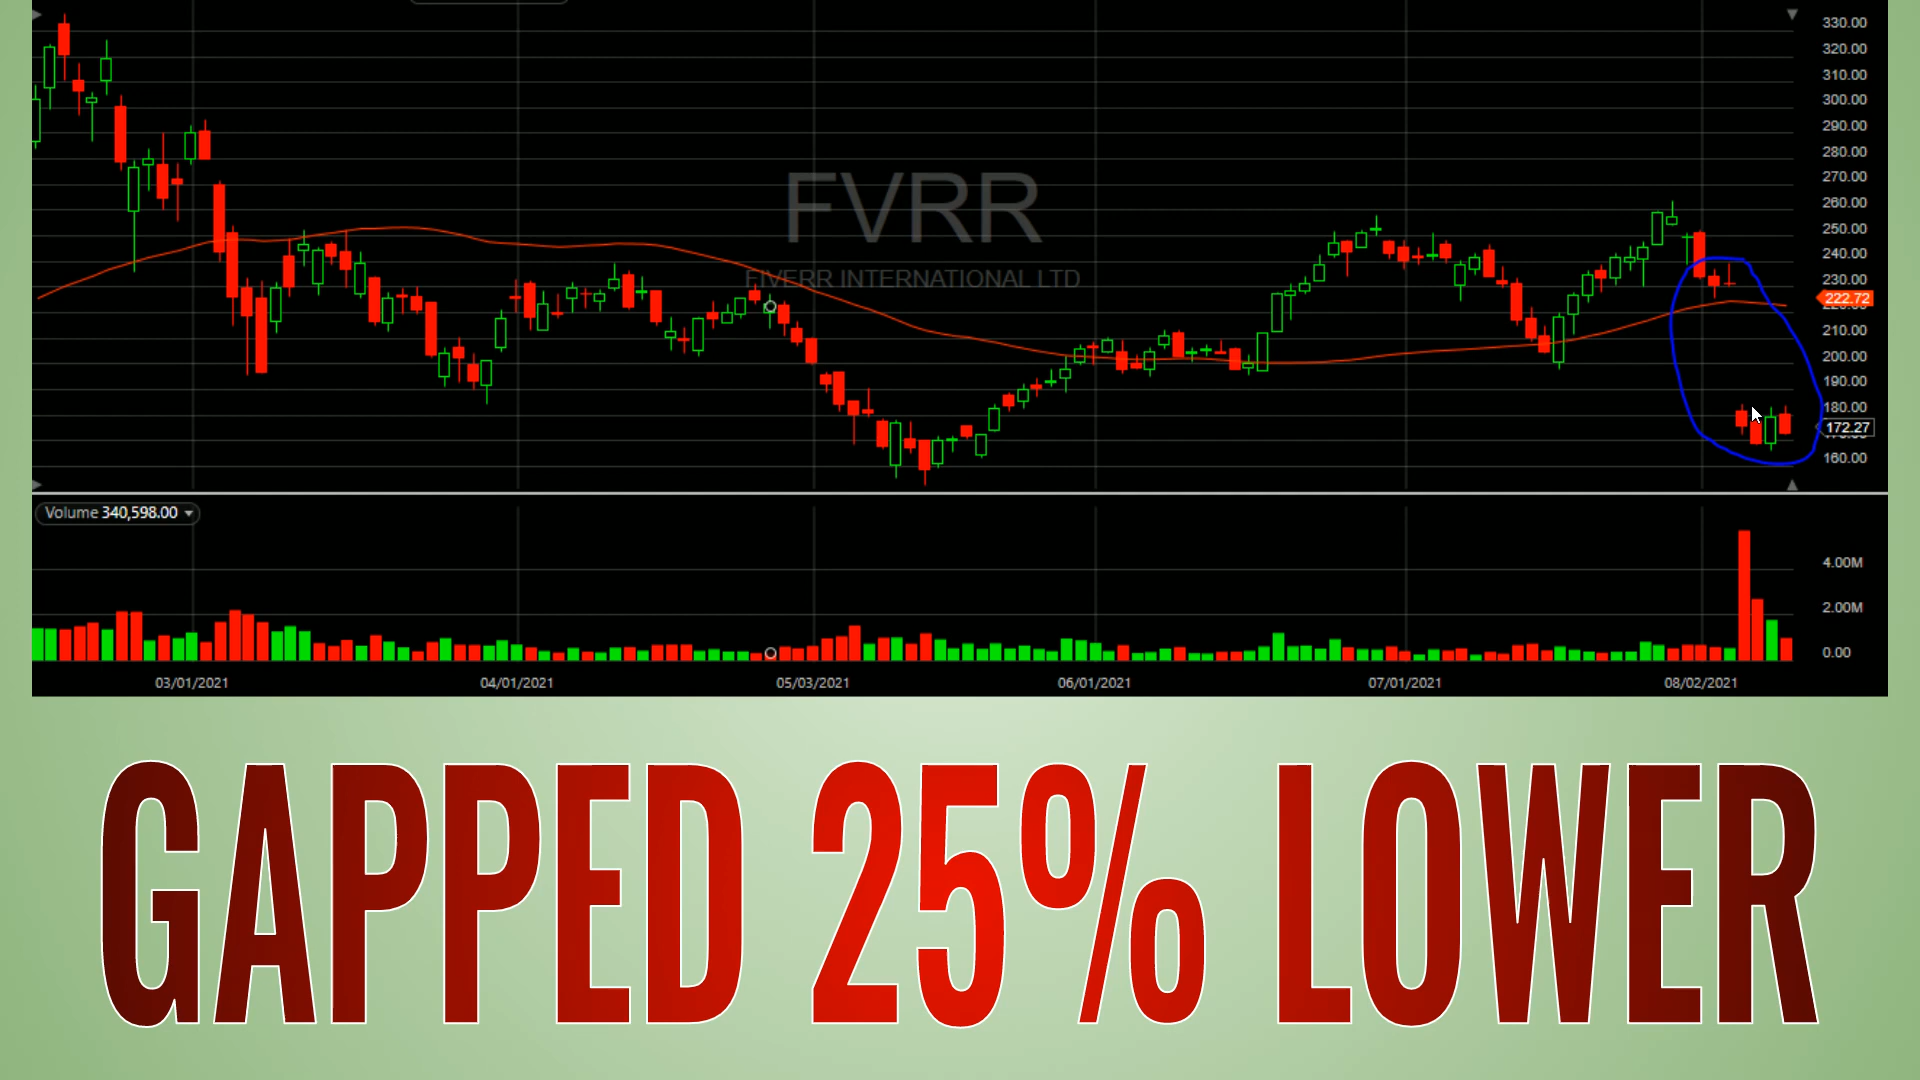 330.00
320.00
310.00
300.00
290.00
280.00
270.00
260.00
250.00
240.00
230.00
222.72
210.00
200.00
190.00
180.00
172.27
160.00
FVRR
FIVERR INTERNATIONAL LTD
Volume 340,598.00
4.00M
2.00M
0.00
03/01/2021 04/01/2021 05/03/2021 06/01/2021 07/01/2021 08/02/2021
GAPPED 25% LOWER